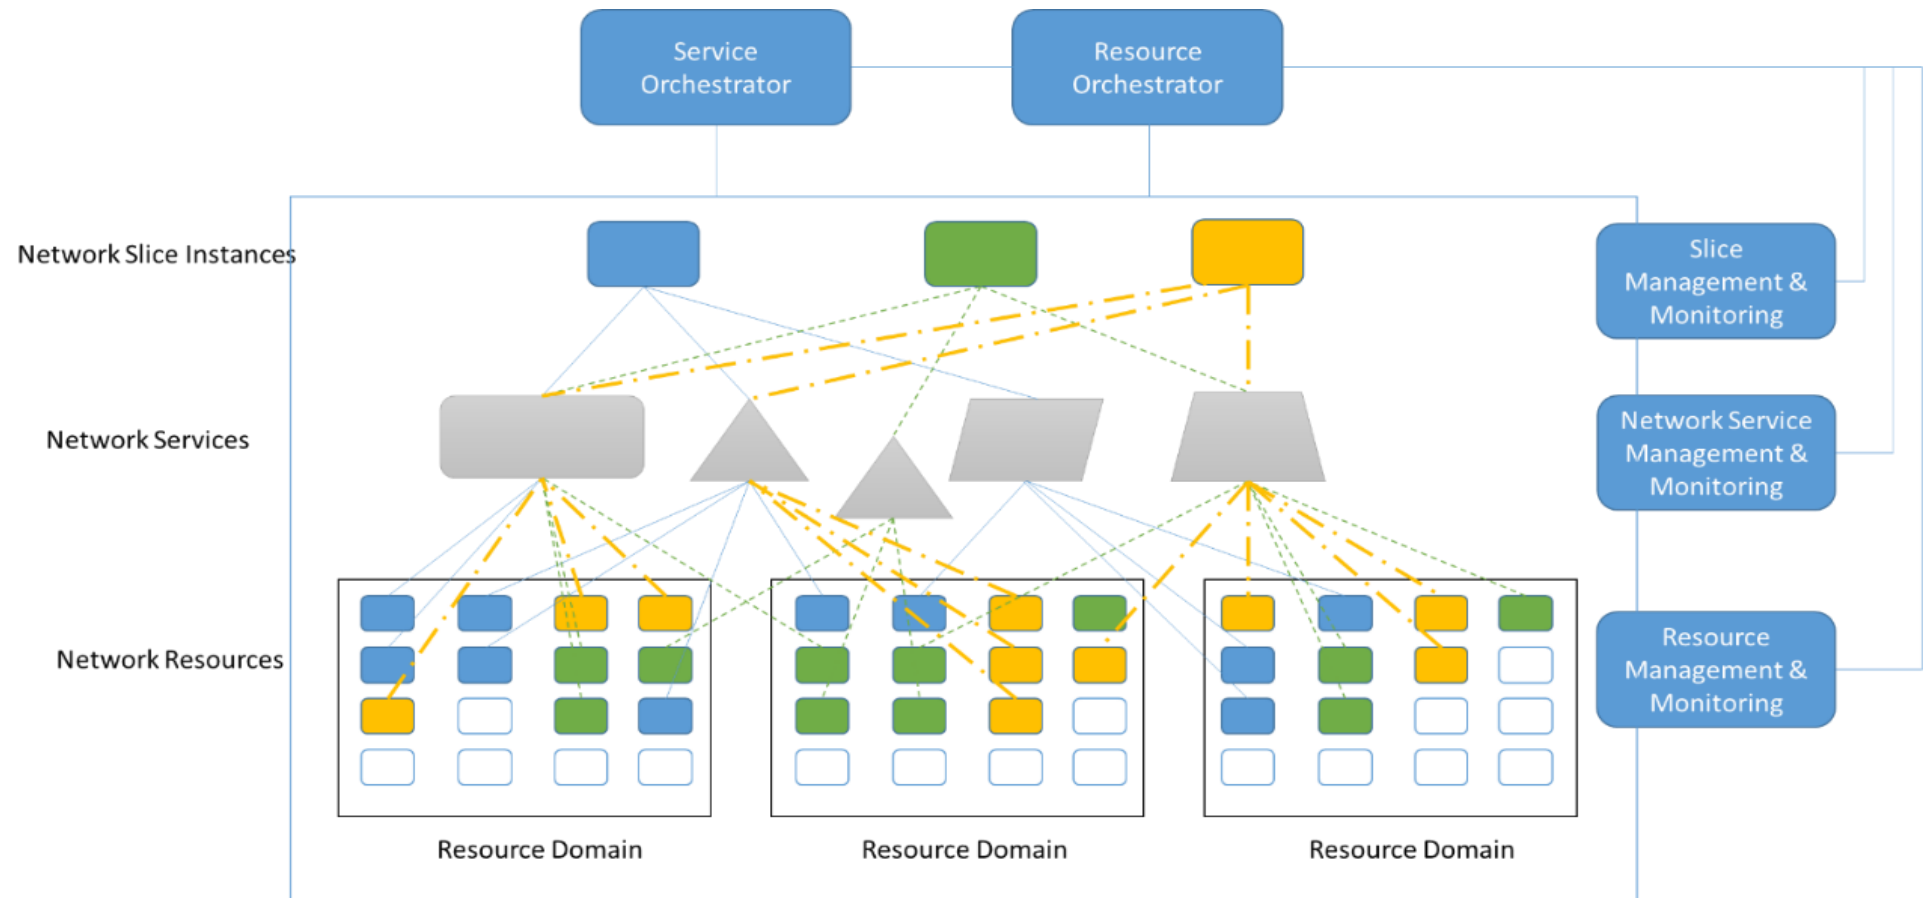 Service
Orchestrator
Resource
Orchestrator
Network Slice Instances
Slice
Management &
Monitoring
Network Services
Network Service
Management &
Monitoring
Network Resources
Resource
Management &
Monitoring
Resource Domain
Resource Domain
Resource Domain